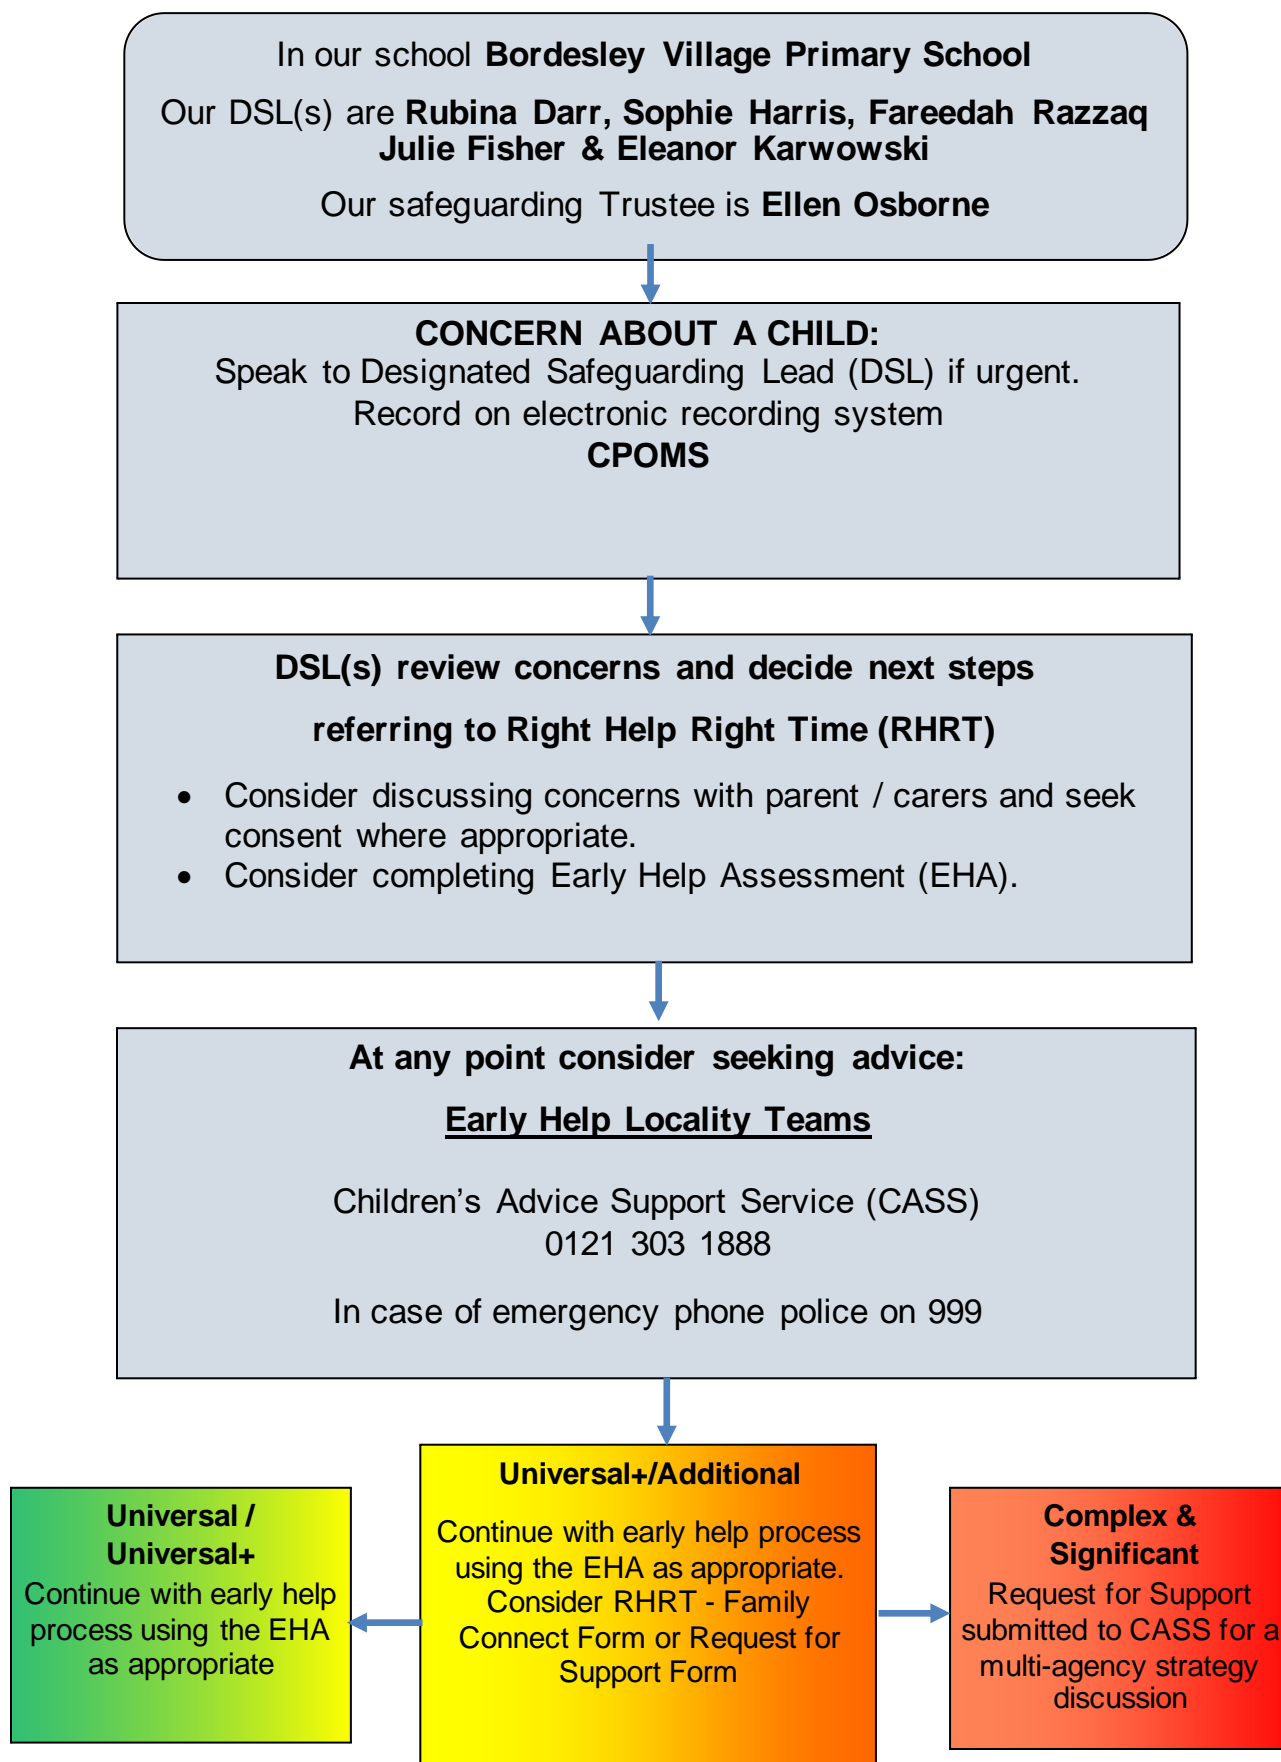 In our school Bordesley Village Primary School
Our DSL(s) are Rubina Darr, Sophie Harris, Fareedah Razzaq
Julie Fisher & Eleanor Karwowski
Our safeguarding Trustee is Ellen Osborne
CONCERN ABOUT A CHILD:
Speak to Designated Safeguarding Lead (DSL) if urgent.
Record on electronic recording system
CPOMS
DSL(s) review concerns and decide next steps
referring to Right Help Right Time (RHRT)
• Consider discussing concerns with parent / carers and seek
consent where appropriate.
• Consider completing Early Help Assessment (EHA).
At any point consider seeking advice:
Early Help Locality Teams
Children’s Advice Support Service (CASS)
0121 303 1888
In case of emergency phone police on 999
Universal /
Universal+
Continue with early help
process using the EHA
as appropriate
Universal+/Additional
Continue with early help process
using the EHA as appropriate.
Consider RHRT - Family
Connect Form or Request for
Support Form
Complex &
Significant
Request for Support
submitted to CASS for a
multi-agency strategy
discussion